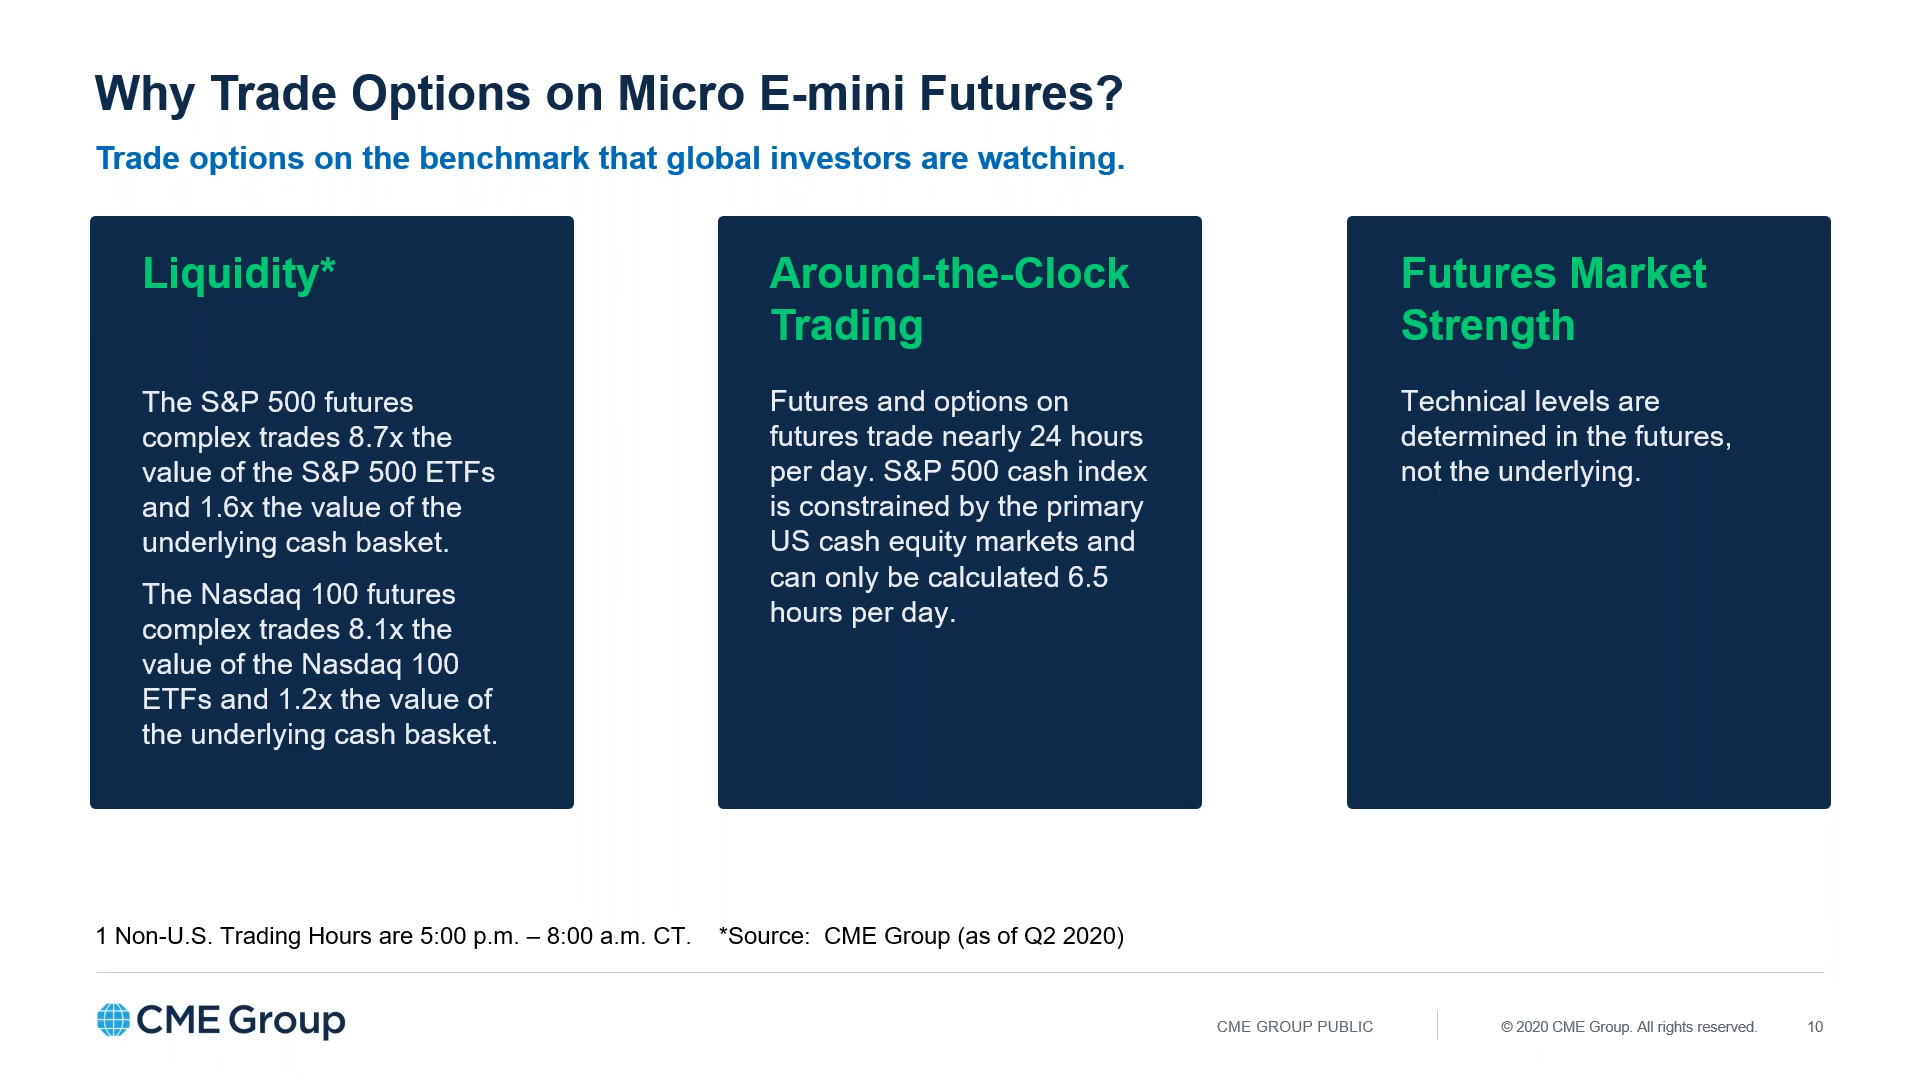 Why Trade Options on Micro E-mini Futures?
Trade options on the benchmark that global investors are watching.
Liquidity*
The S&P 500 futures
complex trades 8.7x the
value of the S&P 500 ETFs
and 1.6x the value of the
underlying cash basket.
The Nasdaq 100 futures
complex trades 8.1x the
value of the Nasdaq 100
ETFs and 1.2x the value of
the underlying cash basket.
Around-the-Clock
Trading
Futures and options on
futures trade nearly 24 hours
per day. S&P 500 cash index
is constrained by the primary
US cash equity markets and
can only be calculated 6.5
hours per day.
Futures Market
Strength
Technical levels are
determined in the futures,
not the underlying.
1 Non-U.S. Trading Hours are 5:00 p.m. – 8:00 a.m. CT. *Source: CME Group (as of Q2 2020)
CME Group
CME GROUP PUBLIC
© 2020 CME Group. All rights reserved.
10